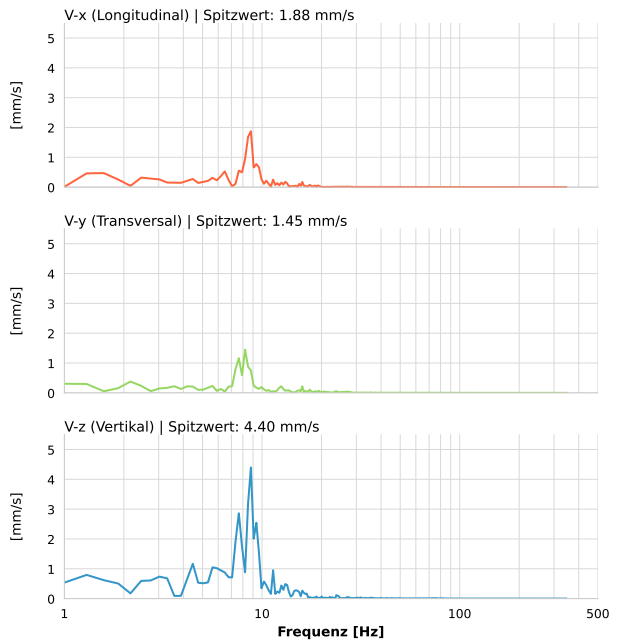 V-x (Longitudinal) | Spitzwert: 1.88 mm/s
5
4
3
2
1
0
[mm/s]
V-y (Transversal) | Spitzwert: 1.45 mm/s
5
4
3
2
1
0
[mm/s]
V-z (Vertikal) | Spitzwert: 4.40 mm/s
5
4
3
2
1
0
[mm/s]
1 10 100 500
Frequenz [Hz]